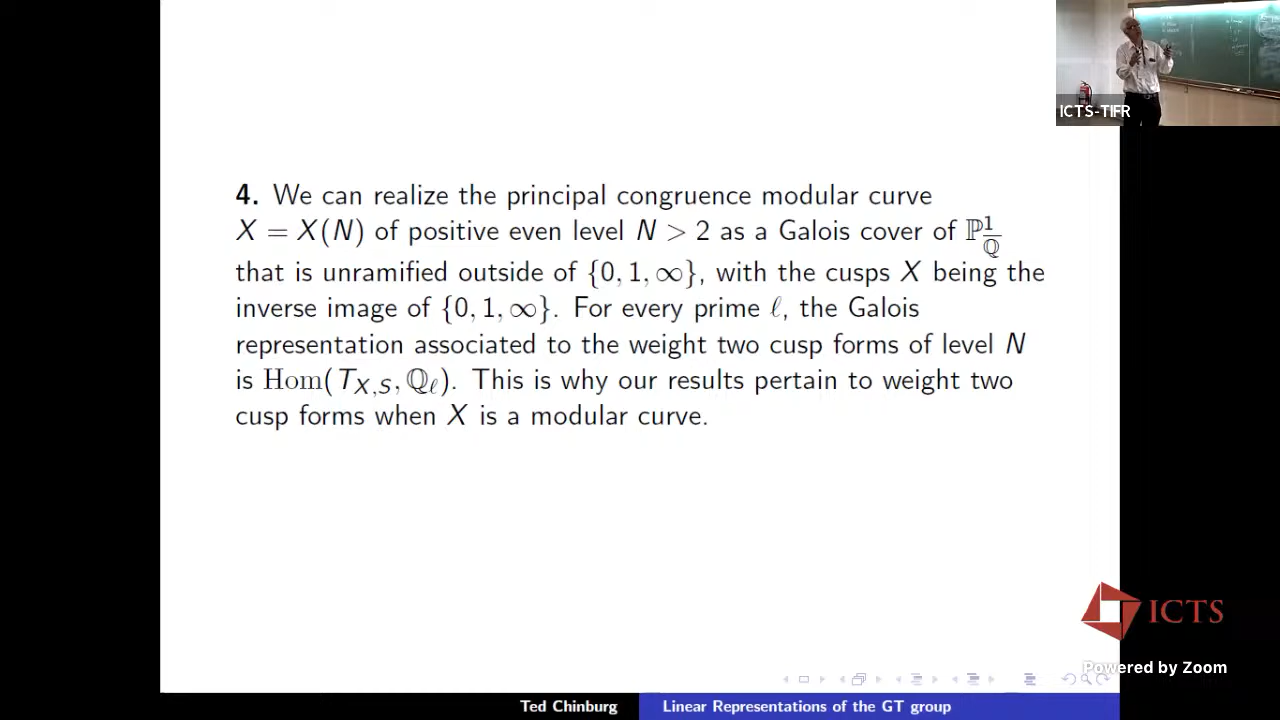 ICTS-TIFR
4. We can realize the principal congruence modular curve
X = X(N) of positive even level N > 2 as a Galois cover of ℙ¹_ℚ̅
that is unramified outside of {0, 1, ∞}, with the cusps X being the
inverse image of {0, 1, ∞}. For every prime ℓ, the Galois
representation associated to the weight two cusp forms of level N
is Hom(T_{X,S}, ℚ_ℓ). This is why our results pertain to weight two
cusp forms when X is a modular curve.
ICTS
Powered by Zoom
Ted Chinburg
Linear Representations of the GT group